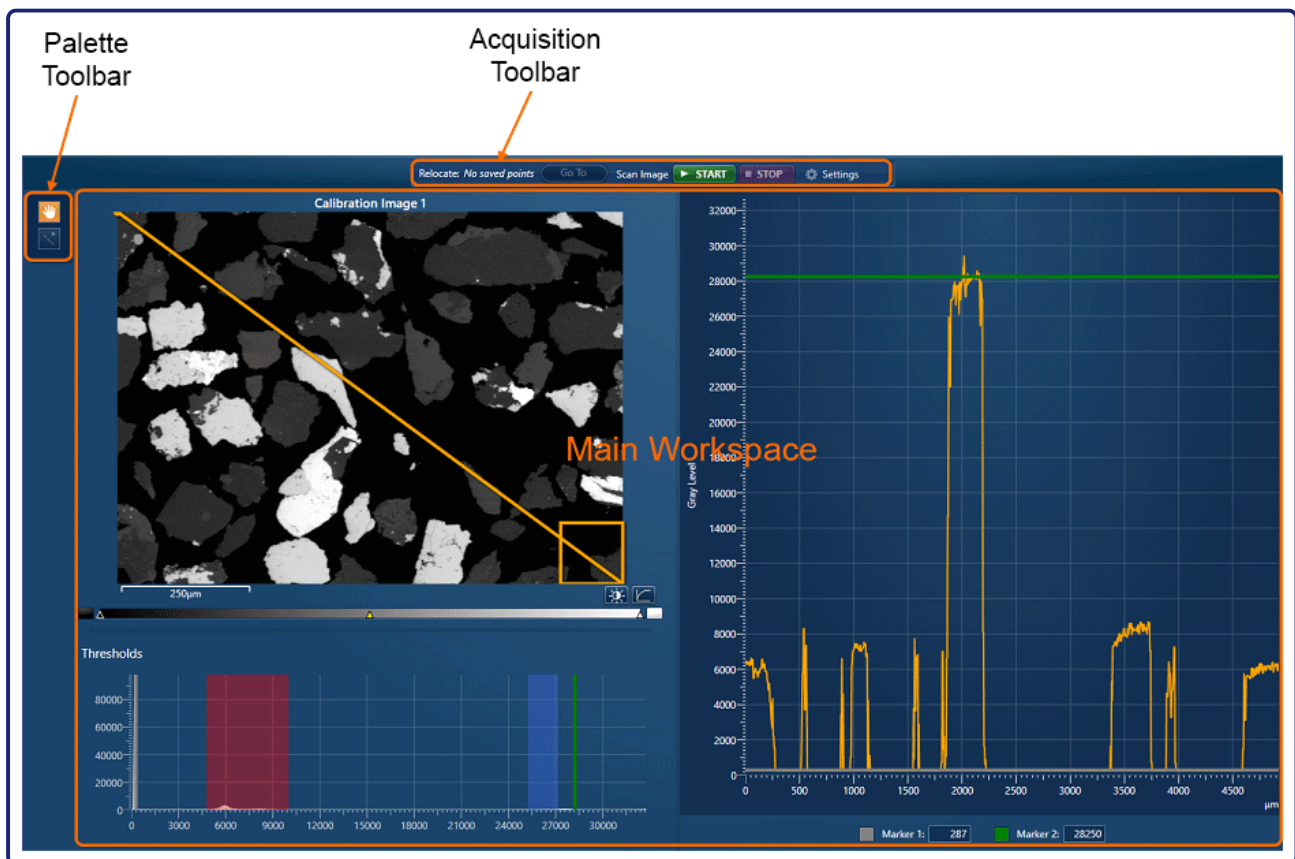 Palette
Toolbar
Acquisition
Toolbar
Relocate: No saved points Go To Scan Image START STOP Settings
Calibration Image 1
250µm
Main Workspace
Thresholds
80000
60000
40000
20000
0
0 3000 6000 9000 12000 15000 18000 21000 24000 27000 30000
32000
30000
28000
26000
24000
22000
20000
18000
16000
14000
12000
10000
8000
6000
4000
2000
0
Gray Level
0 500 1000 1500 2000 2500 3000 3500 4000 4500
µm
Marker 1: 287 Marker 2: 28250